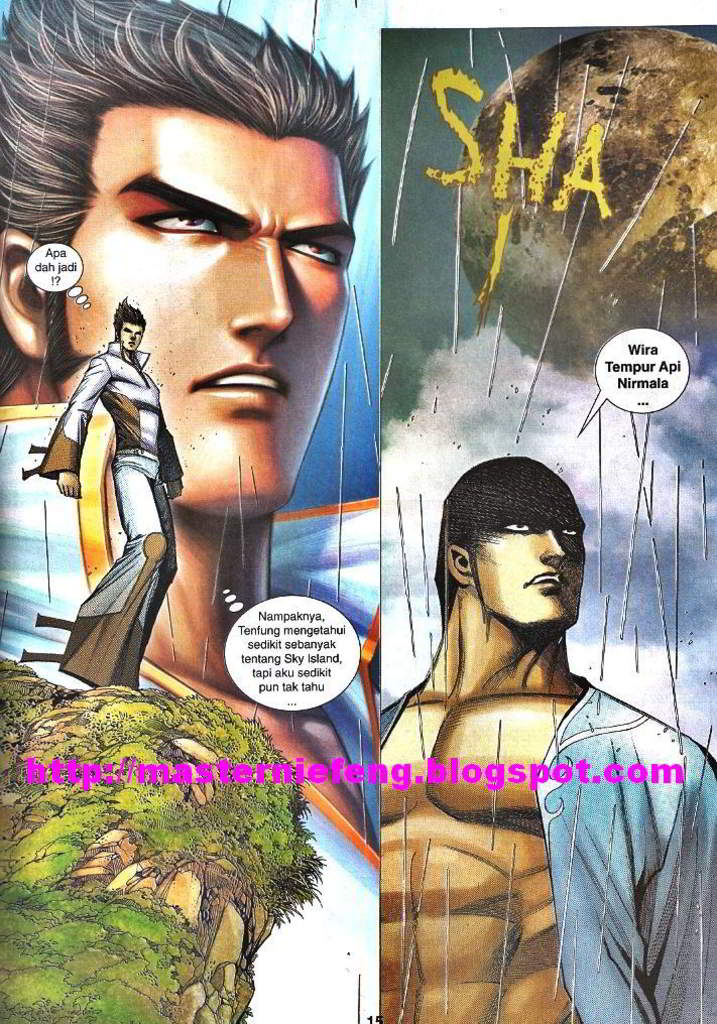 Apa
dah jadi
!?
Nampaknya,
Tenfung mengetahui
sedikit sebanyak
tentang Sky Island,
tapi aku sedikit
pun tak tahu
...
SHA
Wira
Tempur Api
Nirmala
...
http://masterniefeng.blogspot.com
15